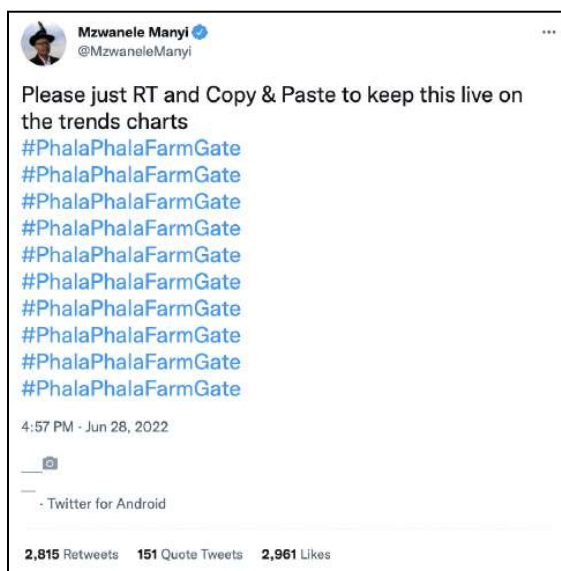 Mzwanele Manyi
@MzwaneleManyi
Please just RT and Copy & Paste to keep this live on
the trends charts
#PhalaPhalaFarmGate
#PhalaPhalaFarmGate
#PhalaPhalaFarmGate
#PhalaPhalaFarmGate
#PhalaPhalaFarmGate
#PhalaPhalaFarmGate
#PhalaPhalaFarmGate
#PhalaPhalaFarmGate
#PhalaPhalaFarmGate
#PhalaPhalaFarmGate
4:57 PM · Jun 28, 2022
· Twitter for Android
2,815 Retweets 151 Quote Tweets 2,961 Likes